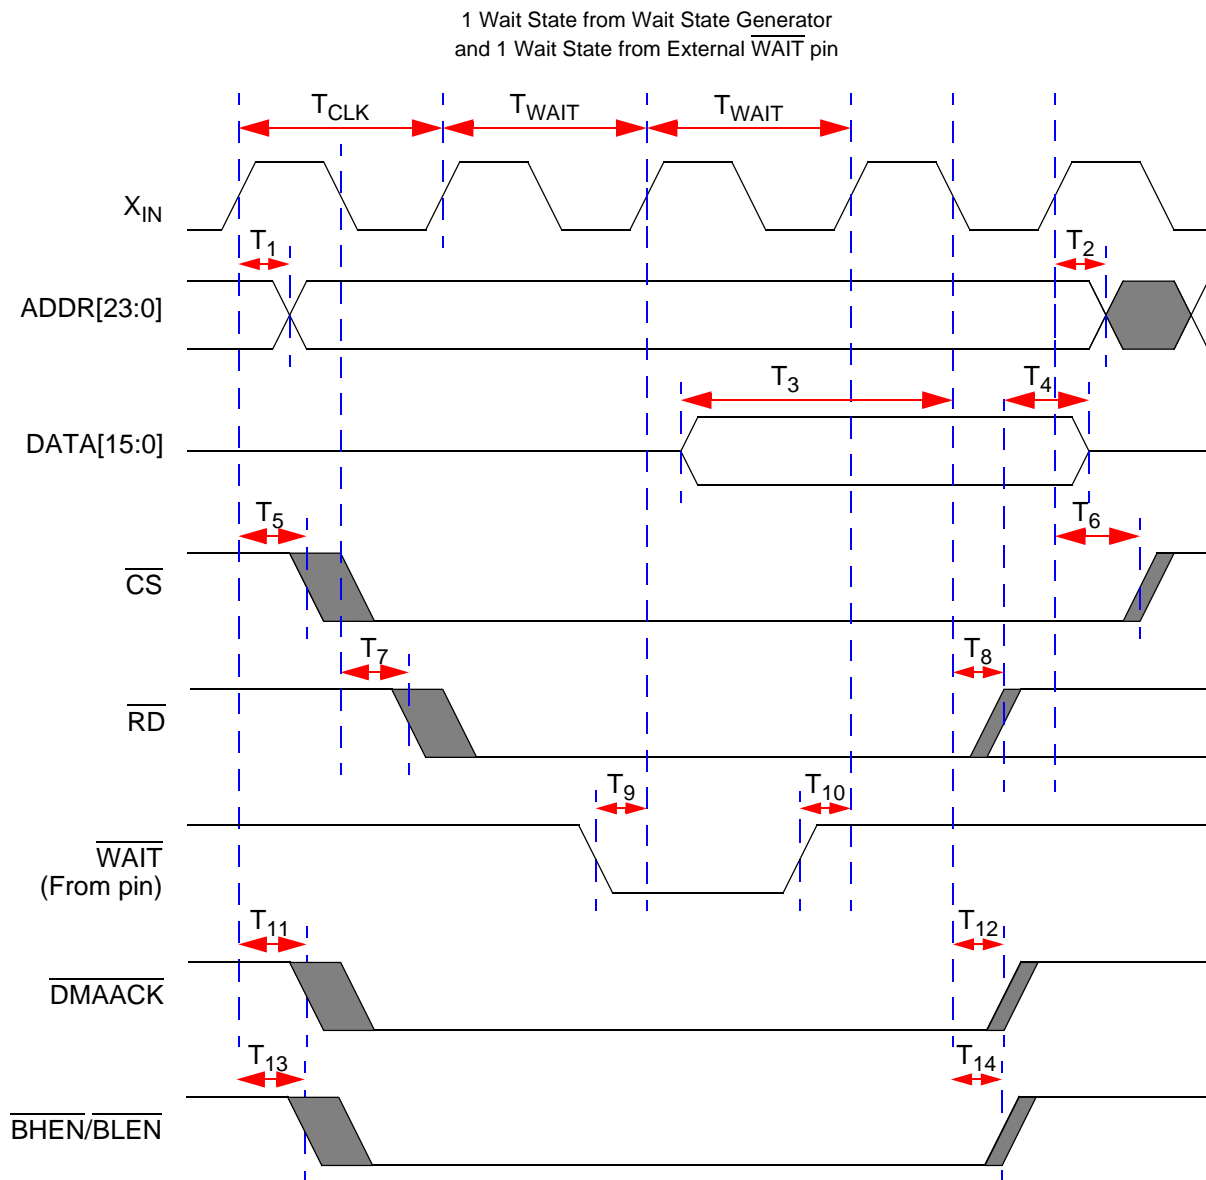 1 Wait State from Wait State Generator
and 1 Wait State from External WAIT pin
TCLK TWAIT TWAIT
XIN
T1 T2
ADDR[23:0]
T3 T4
DATA[15:0]
T5 T6
CS
T7 T8
RD
T9 T10
WAIT
(From pin)
T11 T12
DMAACK
T13 T14
BHEN/BLEN